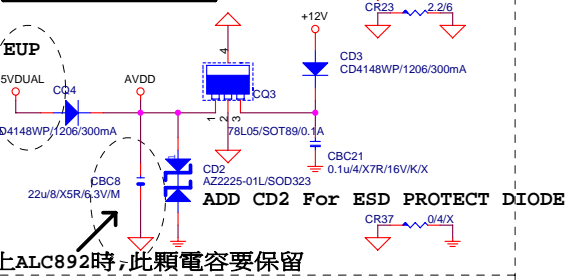 CR23
2.2/6
+12V
EUP
4
5VDUAL
CQ4
AVDD
CD3
CD4148WP/1206/300mA
CQ3
D4148WP/1206/300mA
1
2
3
78L05/SOT89/0.1A
CBC21
0.1u/4/X7R/16V/K/X
1
CD2
AZ2225-01L/SOD323
CBC8
22u/8/X5R/6.3V/M
ADD CD2 For ESD PROTECT DIODE
CR37
0/4/X
上ALC892時,此顆電容要保留